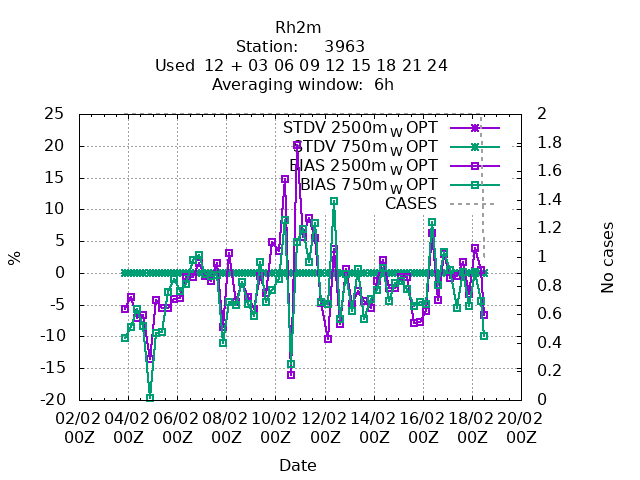 Rh2m
Station: 3963
Used 12 + 03 06 09 12 15 18 21 24
Averaging window: 6h
STDV 2500m_W OPT
STDV 750m_W OPT
BIAS 2500m_W OPT
BIAS 750m_W OPT
CASES
25
20
15
10
5
0
-5
-10
-15
-20
%
2
1.8
1.6
1.4
1.2
1
0.8
0.6
0.4
0.2
0
No cases
02/02 04/02 06/02 08/02 10/02 12/02 14/02 16/02 18/02 20/02
00Z 00Z 00Z 00Z 00Z 00Z 00Z 00Z 00Z 00Z
Date